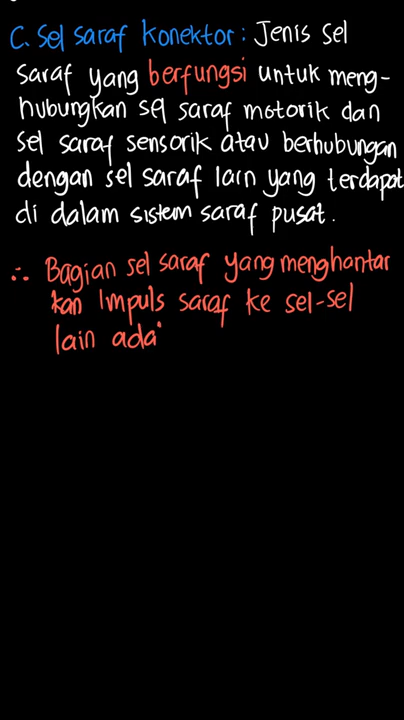 C. Sel saraf konektor : Jenis sel
saraf yang berfungsi untuk meng-
hubungkan sel saraf motorik dan
sel saraf sensorik atau berhubungan
dengan sel saraf lain yang terdapat
di dalam sistem saraf pusat.
∴ Bagian sel saraf yang menghantar
kan Impuls saraf ke sel-sel
lain ada